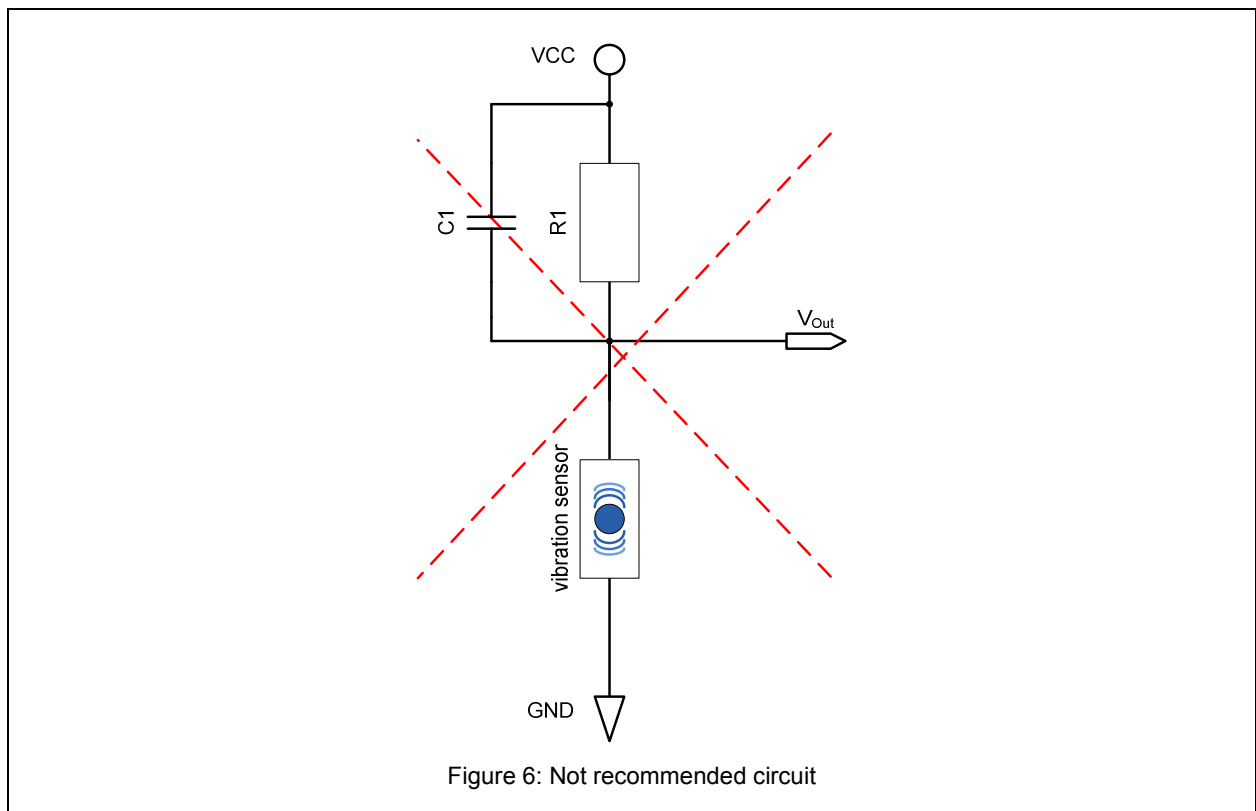 VCC
C1
R1
VOut
vibration sensor
GND
Figure 6: Not recommended circuit